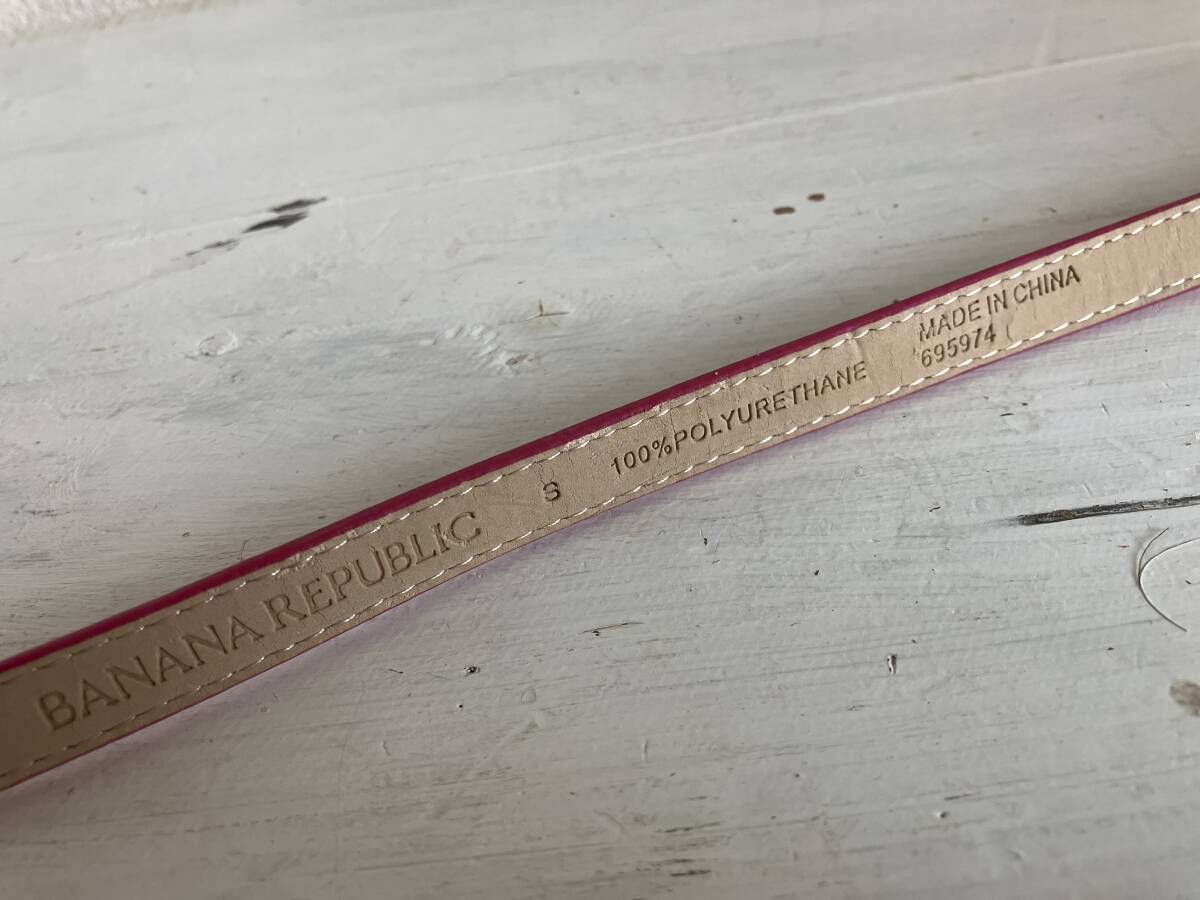 BANANA REPUBLIC
S
100%POLYURETHANE
MADE IN CHINA
695974